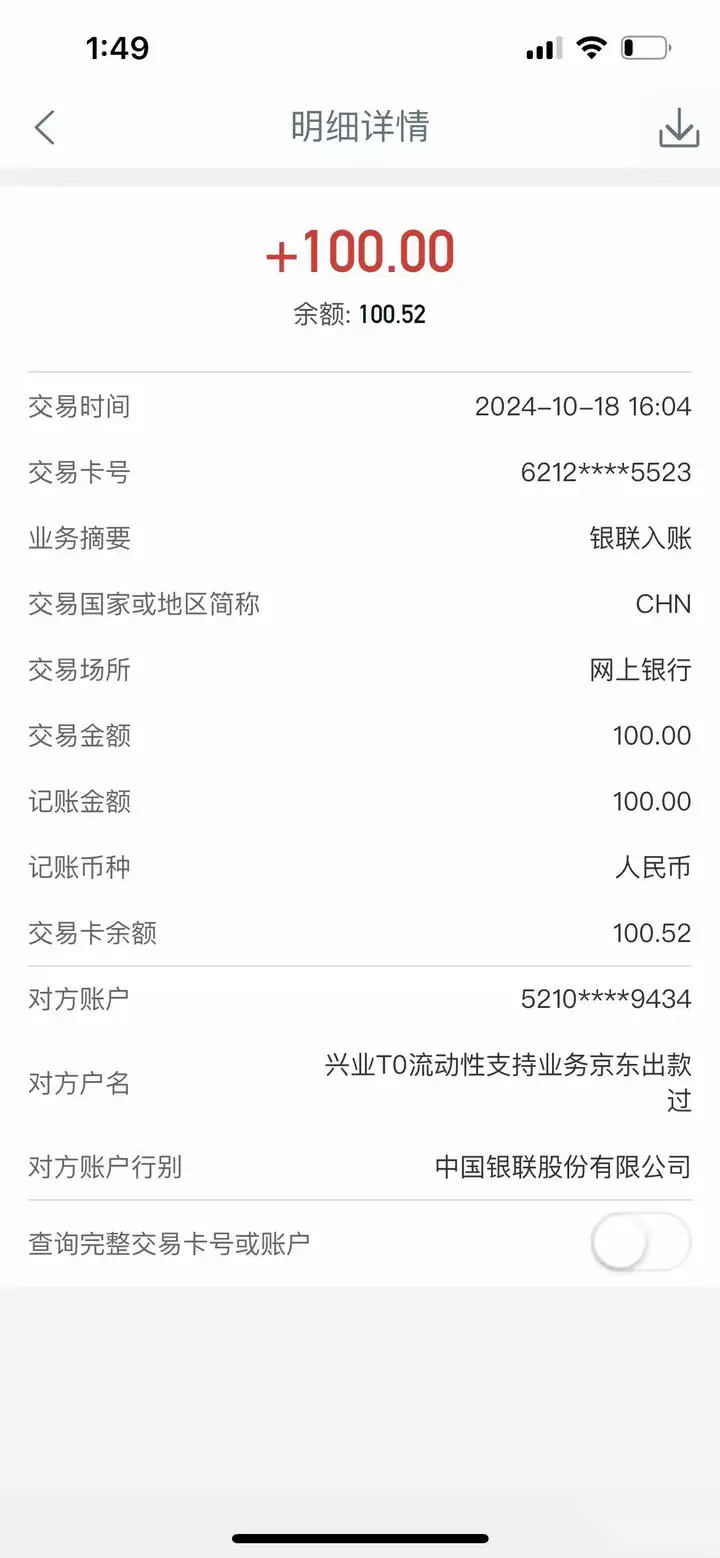 1:49
明细详情
+100.00
余额: 100.52
交易时间 2024-10-18 16:04
交易卡号 6212****5523
业务摘要 银联入账
交易国家或地区简称 CHN
交易场所 网上银行
交易金额 100.00
记账金额 100.00
记账币种 人民币
交易卡余额 100.52
对方账户 5210****9434
对方户名 兴业T0流动性支持业务京东出款
过
对方账户行别 中国银联股份有限公司
查询完整交易卡号或账户